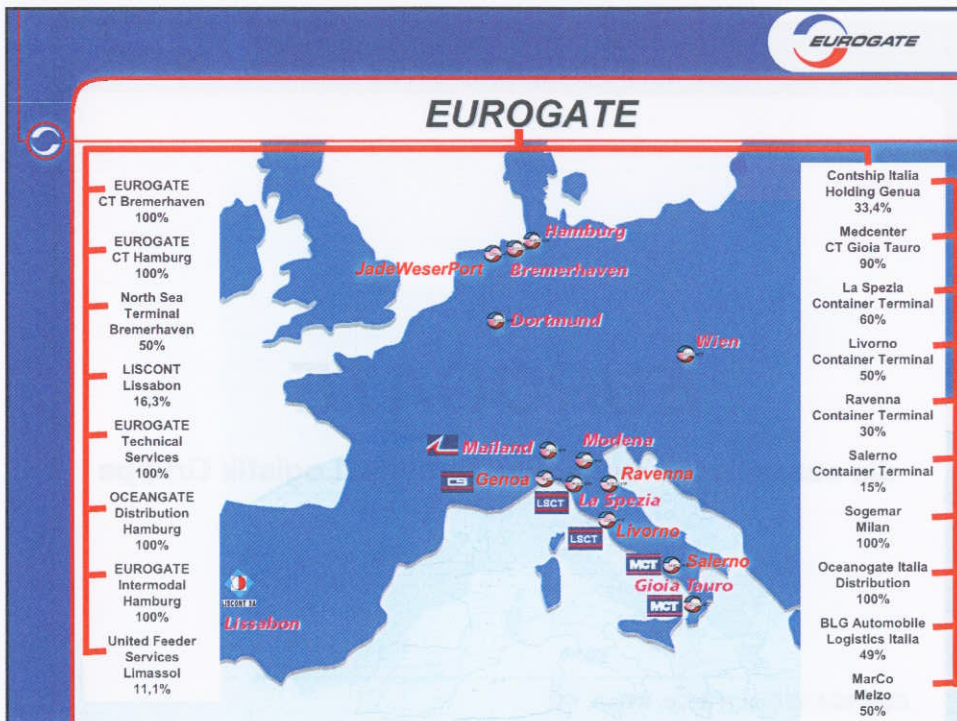 EUROGATE
EUROGATE
EUROGATE
CT Bremerhaven
100%
EUROGATE
CT Hamburg
100%
North Sea
Terminal
Bremerhaven
50%
LISCONT
Lissabon
16,3%
EUROGATE
Technical
Services
100%
OCEANGATE
Distribution
Hamburg
100%
EUROGATE
Intermodal
Hamburg
100%
United Feeder
Services
Limassol
11,1%
Hamburg
JadeWeserPort
Bremerhaven
Dortmund
Wien
Mailand
Modena
Genoa
Ravenna
La Spezia
LSCT
Livorno
LSCT
MCT
Salerno
Gioia Tauro
MCT
LISCONT SA
Lissabon
Contship Italia
Holding Genua
33,4%
Medcenter
CT Gioia Tauro
90%
La Spezia
Container Terminal
60%
Livorno
Container Terminal
50%
Ravenna
Container Terminal
30%
Salerno
Container Terminal
15%
Sogemar
Milan
100%
Oceanogate Italia
Distribution
100%
BLG Automobile
Logistics Italia
49%
MarCo
Melzo
50%